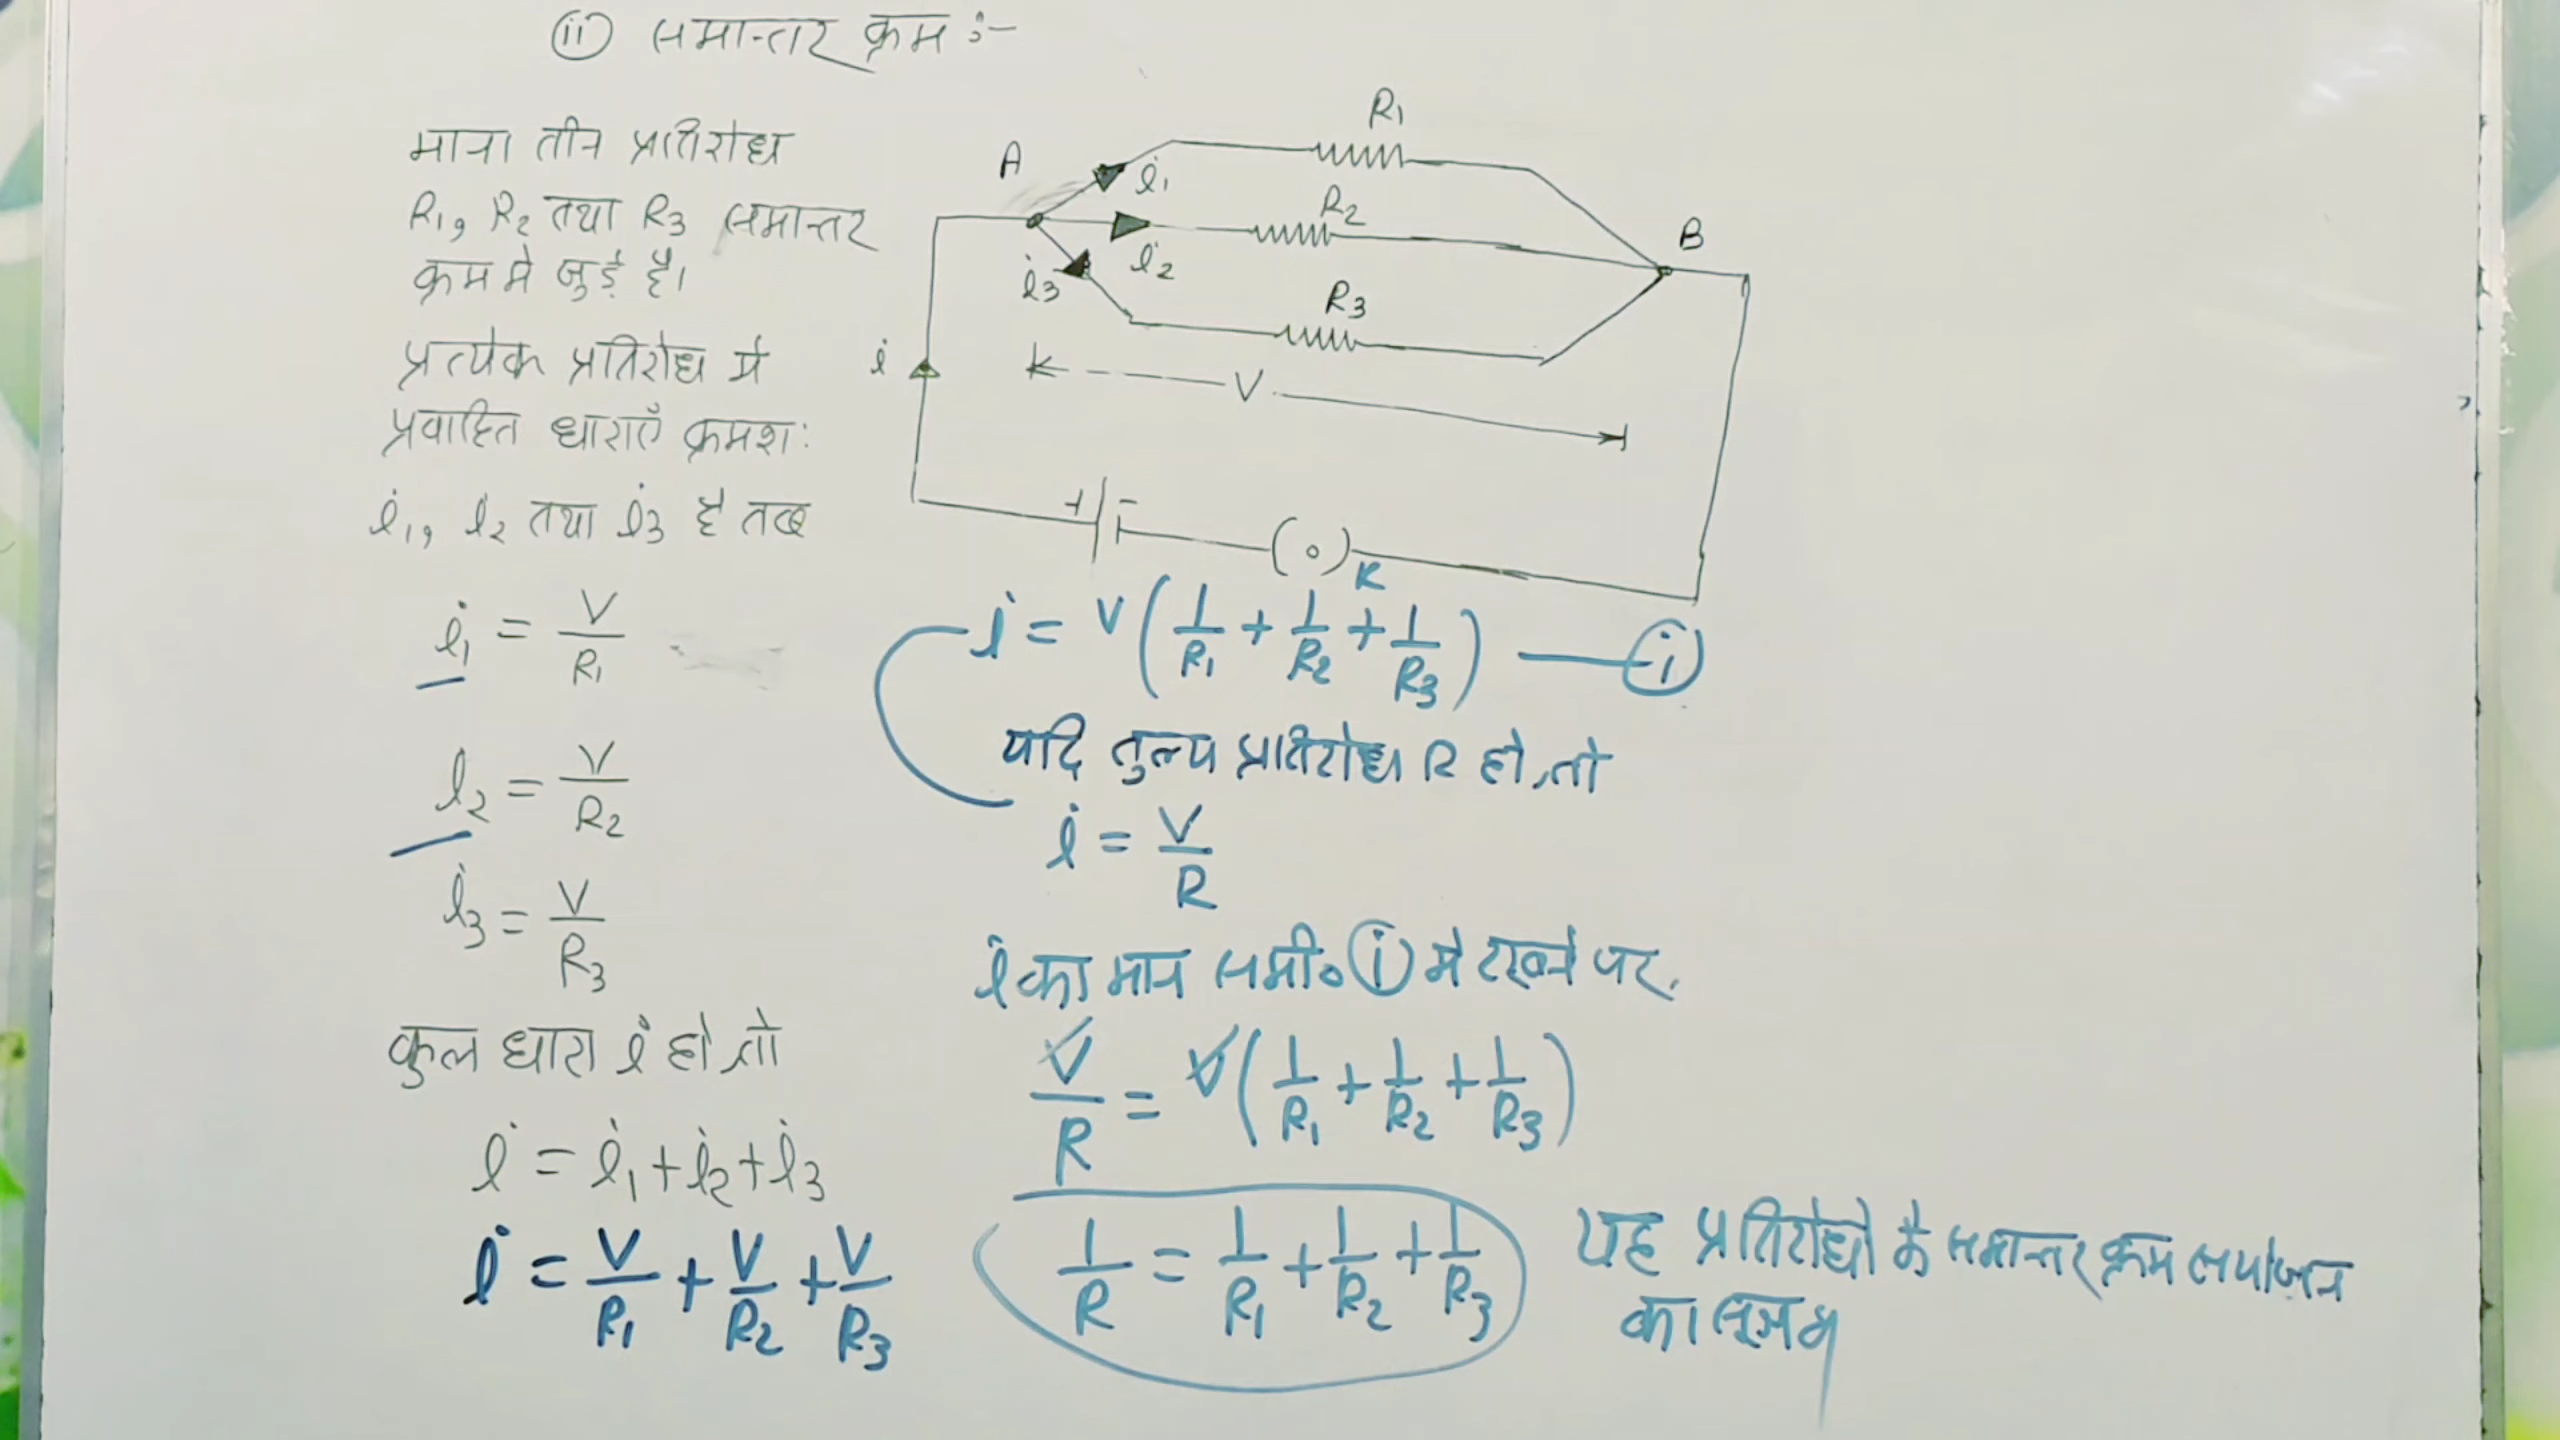 (ii) समान्तर क्रम :-
माना तीन प्रतिरोध
R₁, R₂ तथा R₃ समान्तर
क्रम मे जुड़े है।
प्रत्येक प्रतिरोध मे
प्रवाहित धाराएँ क्रमशः
i₁, i₂ तथा i₃ है तब
i₁ = V/R₁
i₂ = V/R₂
i₃ = V/R₃
कुल धारा i हो, तो
i = i₁ + i₂ + i₃
i = V/R₁ + V/R₂ + V/R₃
R₁
A
i₁
R₂
B
i₂
i₃
R₃
i
V
+ -
K
i = V(1/R₁ + 1/R₂ + 1/R₃) — (i)
यदि तुल्य प्रतिरोध R हो, तो
i = V/R
i का मान समी० (i) मे रखने पर.
V/R = V(1/R₁ + 1/R₂ + 1/R₃)
1/R = 1/R₁ + 1/R₂ + 1/R₃
यह प्रतिरोधो के समान्तर क्रम संयोजन
का